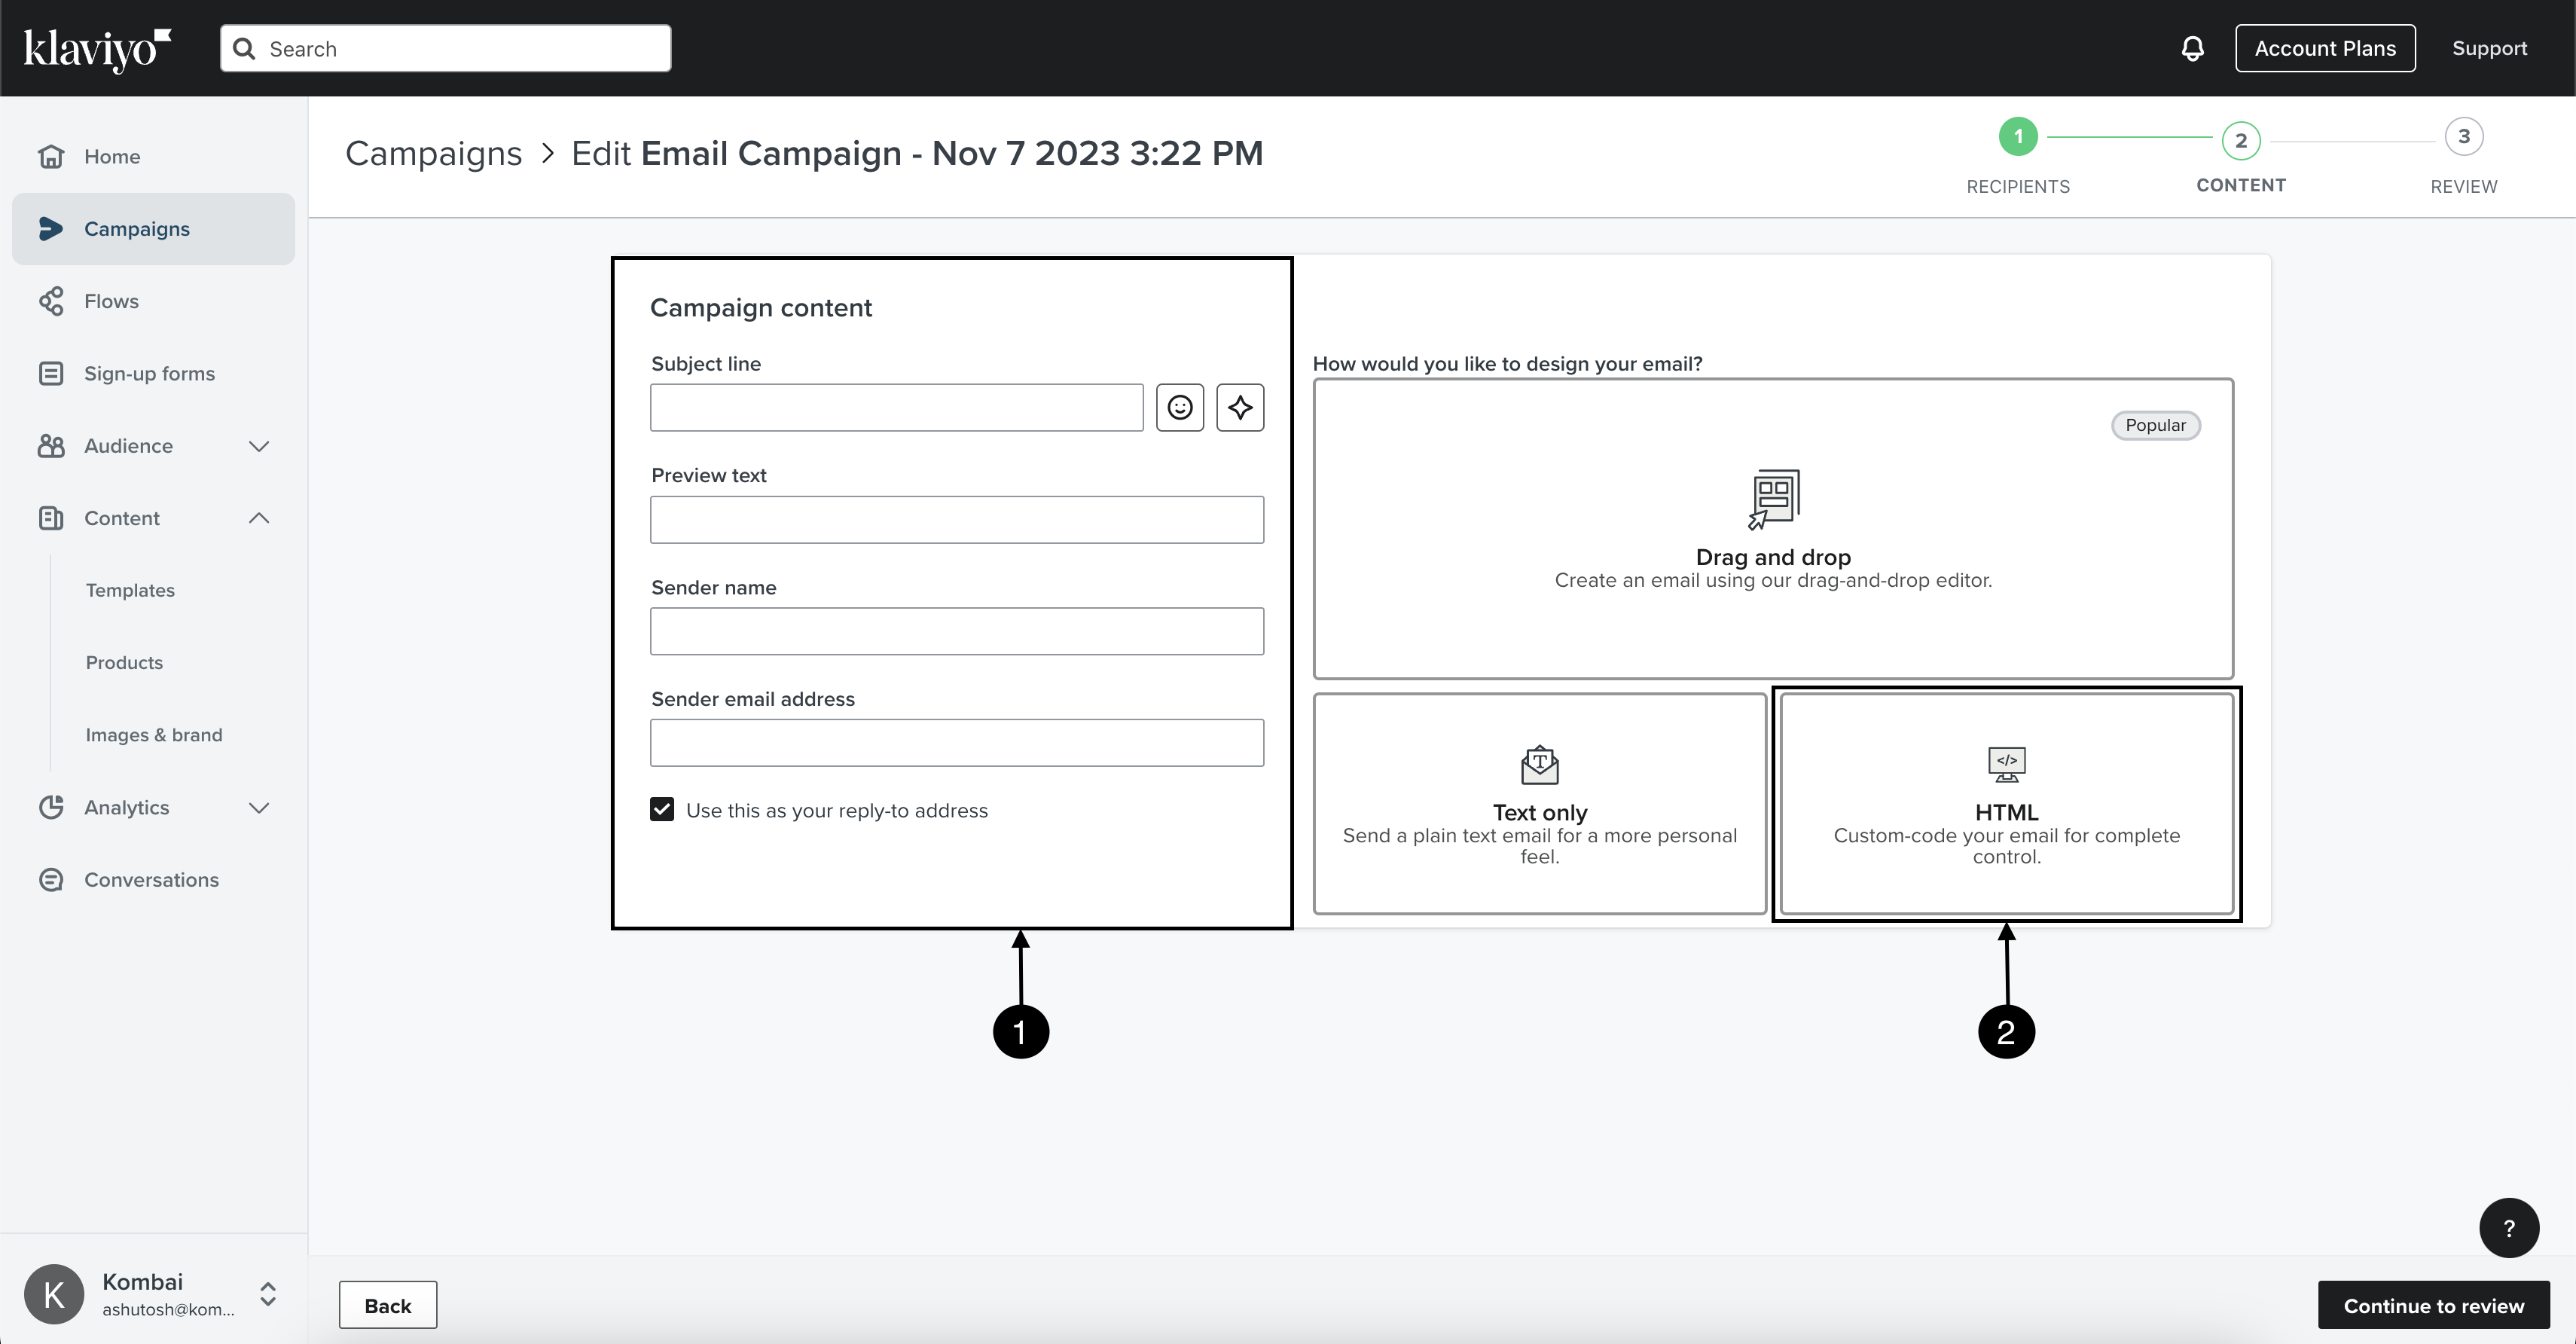 klaviyo
Search
Account Plans
Support
Home
Campaigns
Flows
Sign-up forms
Audience
Content
Templates
Products
Images & brand
Analytics
Conversations
Kombai
ashutosh@kom...
Campaigns > Edit Email Campaign - Nov 7 2023 3:22 PM
1
RECIPIENTS
2
CONTENT
3
REVIEW
Campaign content
Subject line
Preview text
Sender name
Sender email address
Use this as your reply-to address
How would you like to design your email?
Popular
Drag and drop
Create an email using our drag-and-drop editor.
T
Text only
Send a plain text email for a more personal
feel.
</>
HTML
Custom-code your email for complete
control.
1
2
?
K
Back
Continue to review